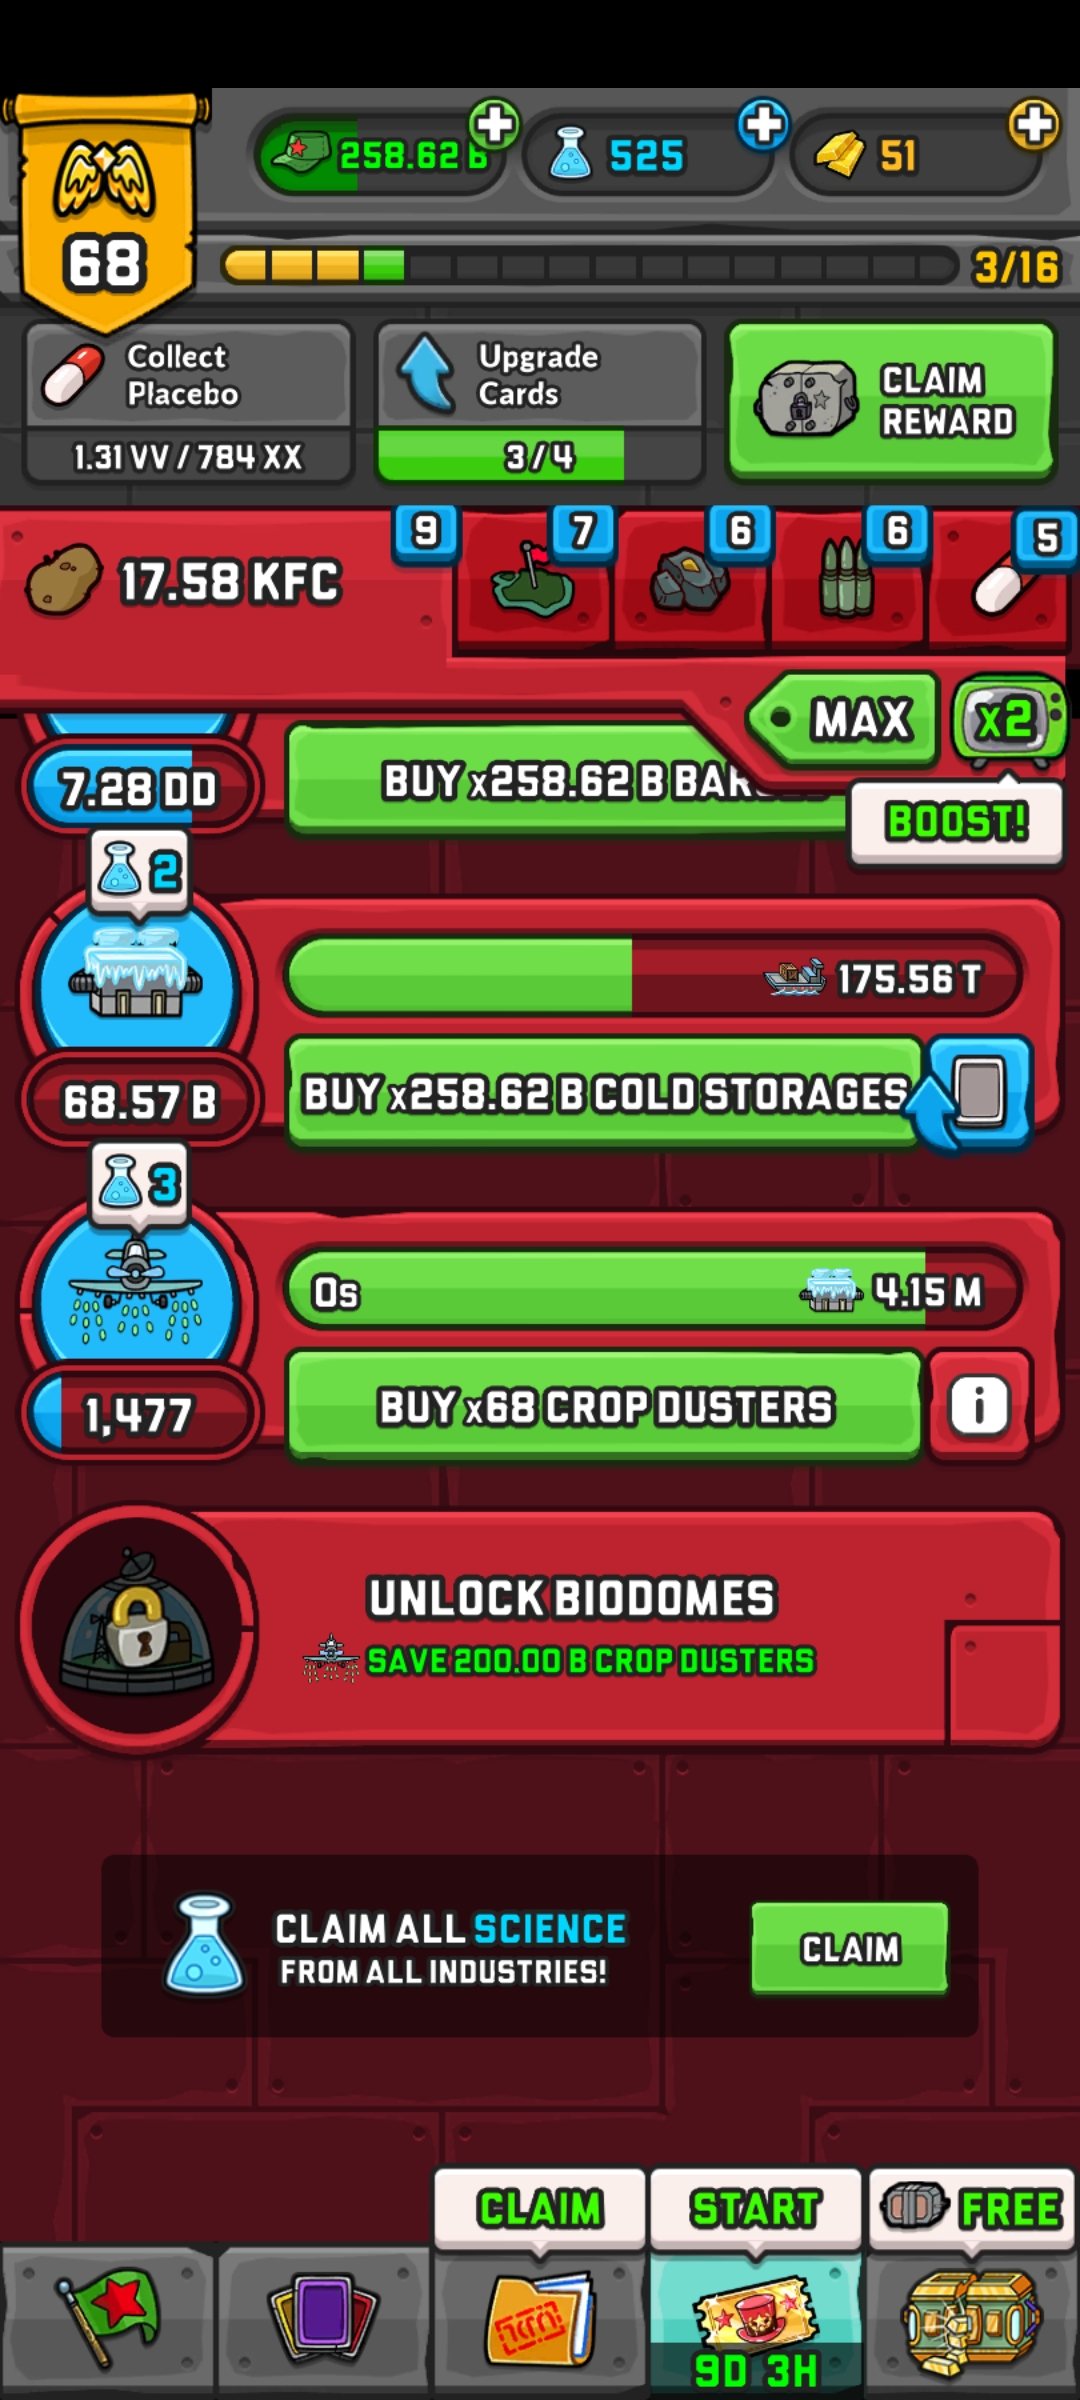 258.62 B
525
51
68
3/16
Collect
Placebo
1.31 VV / 784 XX
Upgrade
Cards
3/4
CLAIM
REWARD
17.58 KFC
9
7
6
6
5
MAX
x2
BOOST!
7.28 DD
BUY x258.62 B
2
175.56 T
68.57 B
BUY x258.62 B COLD STORAGES
3
0s
4.15 M
1,477
BUY x68 CROP DUSTERS
i
UNLOCK BIODOMES
SAVE 200.00 B CROP DUSTERS
CLAIM ALL SCIENCE
FROM ALL INDUSTRIES!
CLAIM
CLAIM
START
FREE
9D 3H